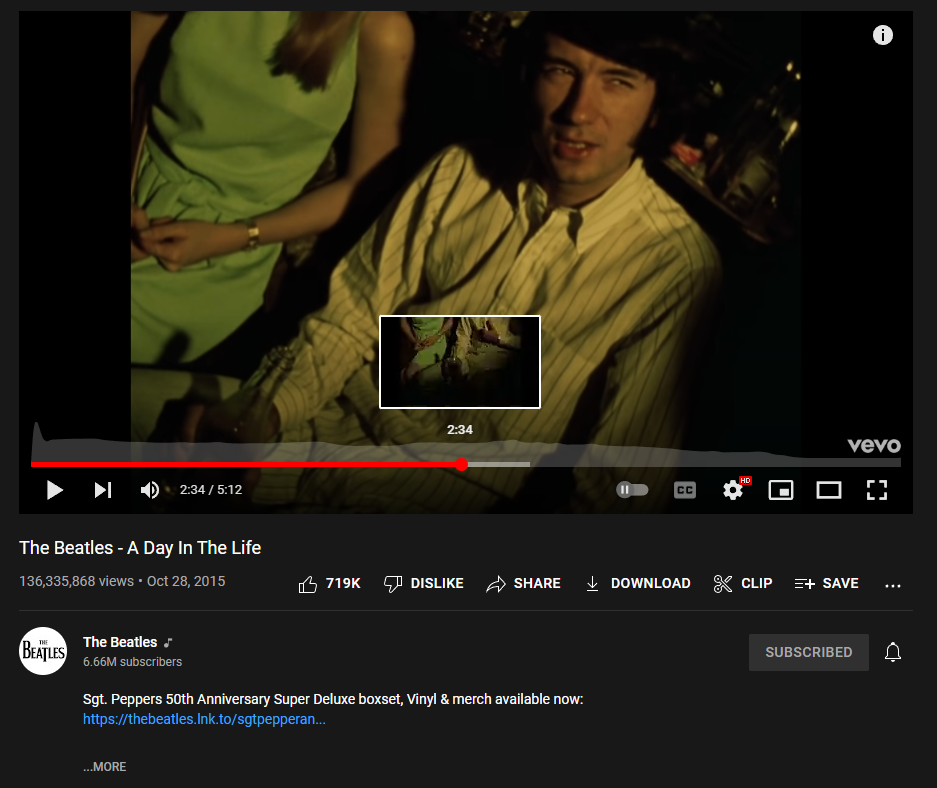 i
2:34
vevo
2:34 / 5:12
CC
HD
The Beatles - A Day In The Life
136,335,868 views • Oct 28, 2015
719K
DISLIKE
SHARE
DOWNLOAD
CLIP
SAVE
...
THE
BEATLES
The Beatles
6.66M subscribers
SUBSCRIBED
Sgt. Peppers 50th Anniversary Super Deluxe boxset, Vinyl & merch available now:
https://thebeatles.lnk.to/sgtpepperan...
...MORE